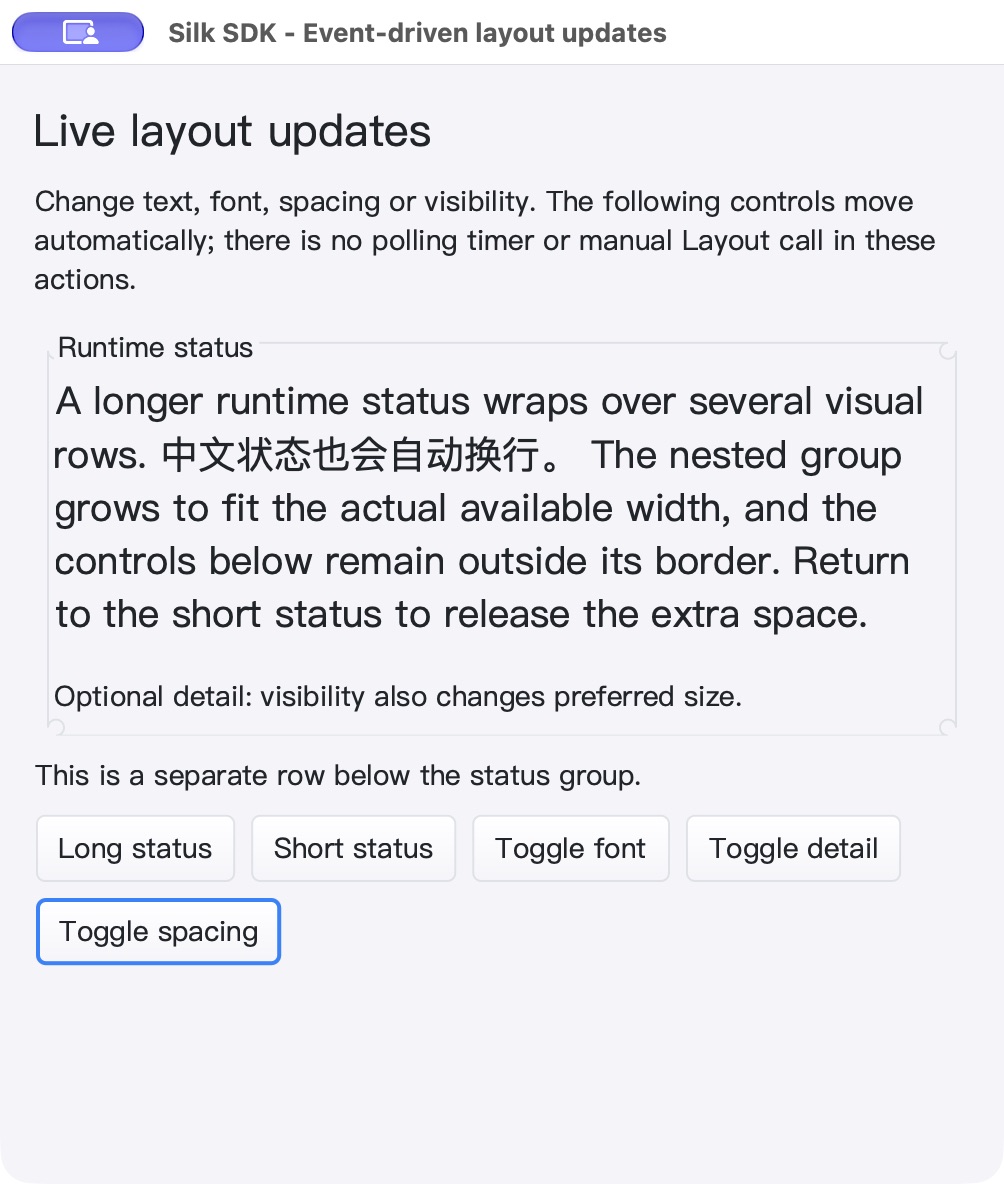 Silk SDK - Event-driven layout updates
Live layout updates
Change text, font, spacing or visibility. The following controls move
automatically; there is no polling timer or manual Layout call in these
actions.
Runtime status
A longer runtime status wraps over several visual
rows. 中文状态也会自动换行。 The nested group
grows to fit the actual available width, and the
controls below remain outside its border. Return
to the short status to release the extra space.
Optional detail: visibility also changes preferred size.
This is a separate row below the status group.
Long status Short status Toggle font Toggle detail
Toggle spacing